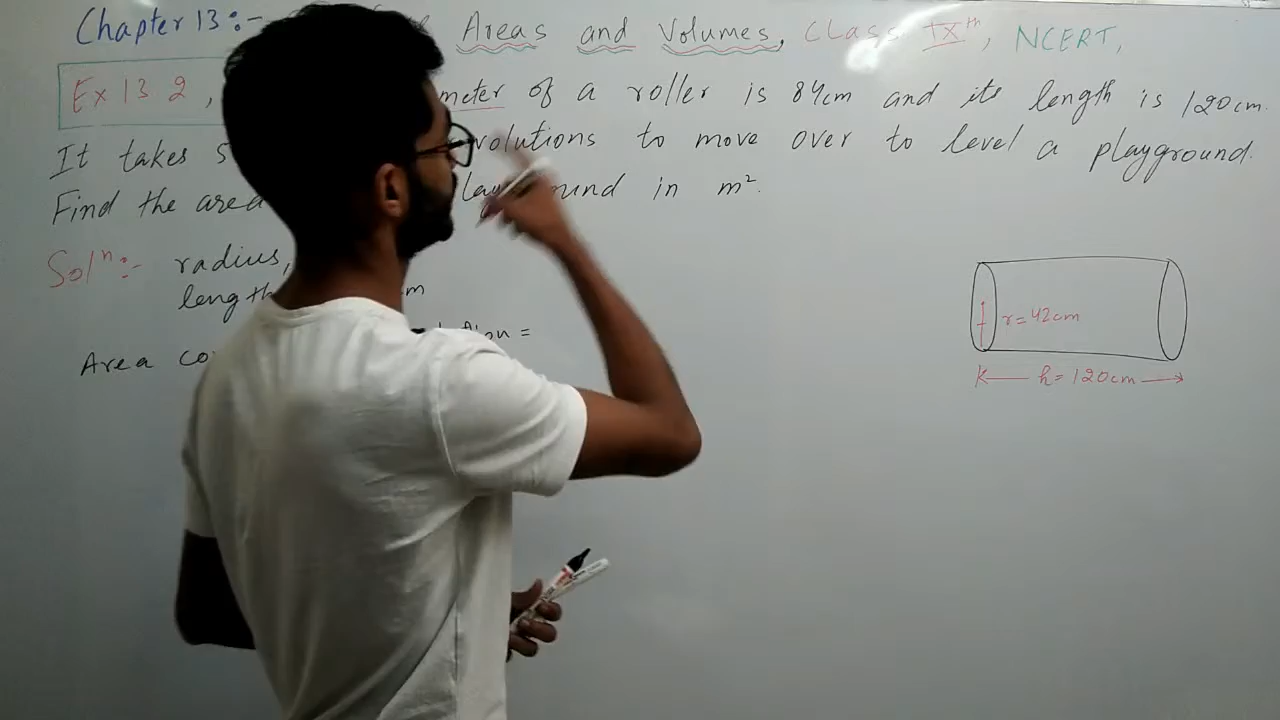 Chapter 13:- Areas and Volumes, Class IXth, NCERT,
Ex 13 2, meter of a roller is 84cm and its length is 120cm.
It takes 5 volutions to move over to level a playground.
Find the area in m².
Solⁿ:- radius,
length m
Area co =
r=42cm
h=120cm